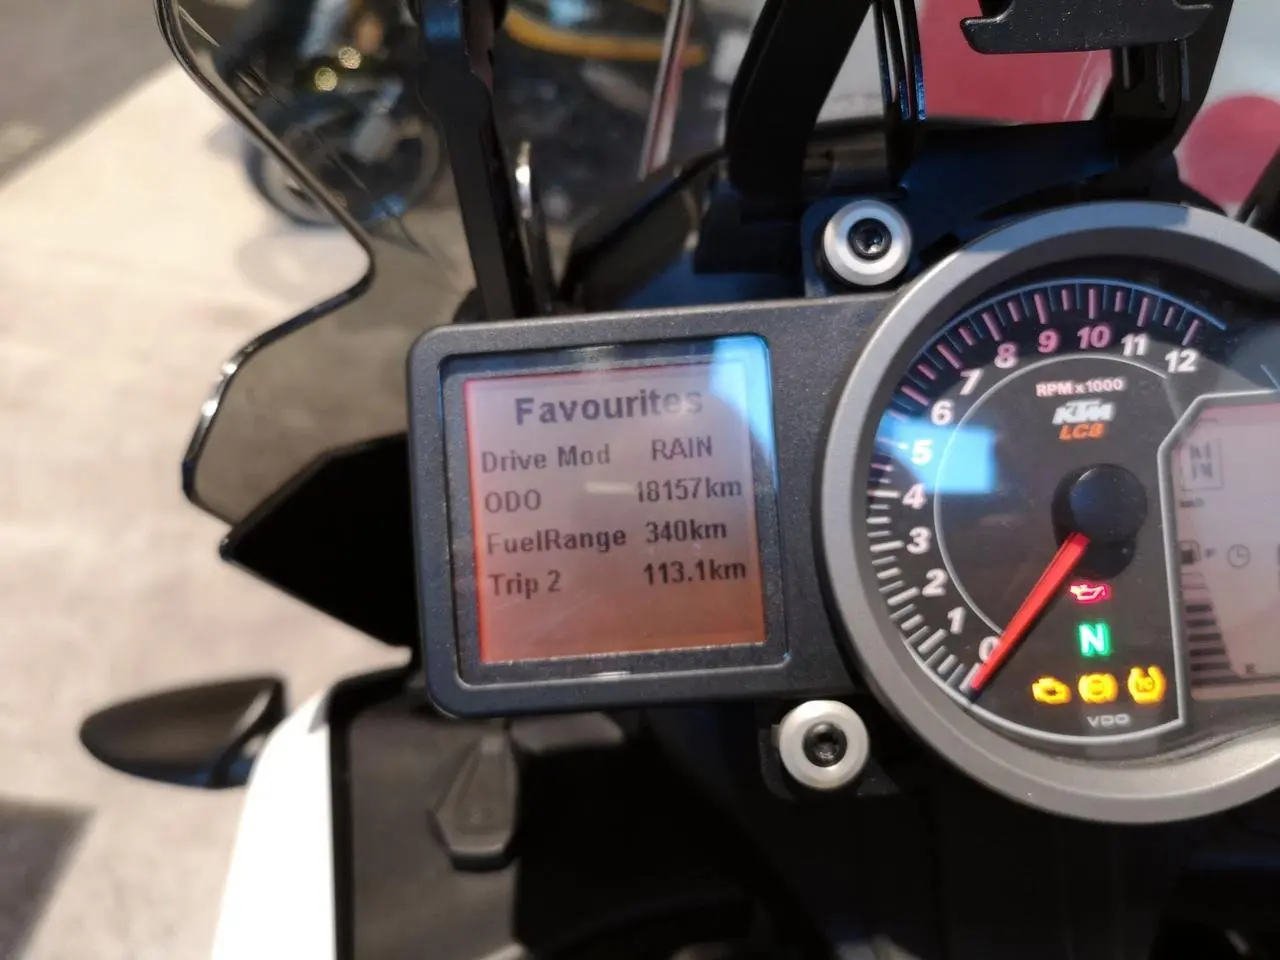 Favourites
Drive Mod RAIN
ODO 18157km
FuelRange 340km
Trip 2 113.1km
0
1
2
3
4
5
6
7
8
9
10
11
12
RPM x 1000
KTM
LC8
N
TC
VDO